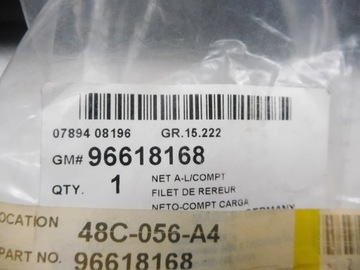 07894 08196 GR.15.222
GM# 96618168
QTY. 1 NET A-L/COMPT
FILET DE REREUR
NETO-COMPT CARGA
GERMANY
OCATION 48C-056-A4
PART NO. 96618168